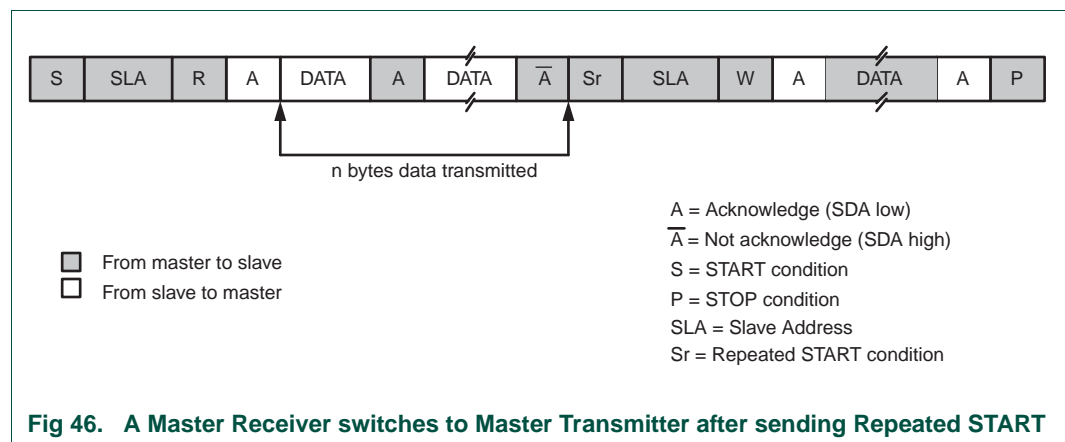 S SLA R A DATA A DATA A̅ Sr SLA W A DATA A P
n bytes data transmitted
From master to slave
From slave to master
A = Acknowledge (SDA low)
A̅ = Not acknowledge (SDA high)
S = START condition
P = STOP condition
SLA = Slave Address
Sr = Repeated START condition
Fig 46. A Master Receiver switches to Master Transmitter after sending Repeated START